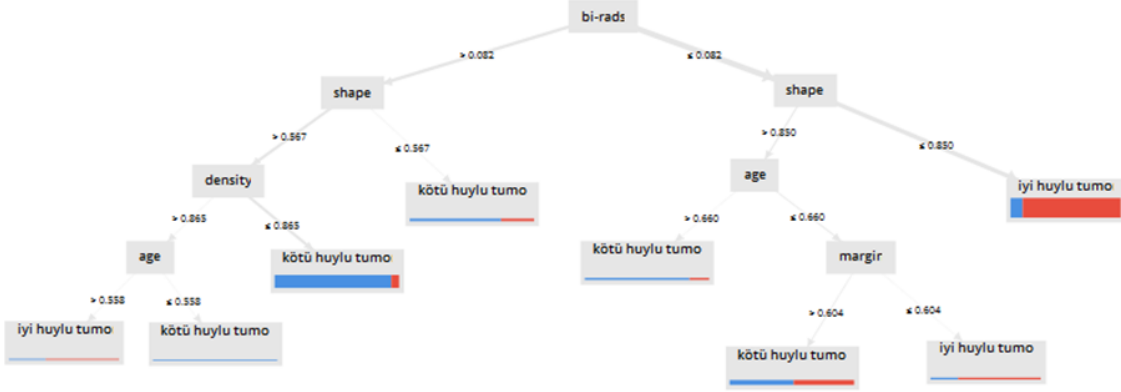 bi-rads
> 0.082
≤ 0.082
shape
shape
> 0.567
≤ 0.567
> 0.850
≤ 0.850
density
kötü huylu tumo
age
iyi huylu tumo
> 0.865
≤ 0.865
> 0.660
≤ 0.660
age
kötü huylu tumo
kötü huylu tumo
margir
> 0.558
≤ 0.558
> 0.604
≤ 0.604
iyi huylu tumo
kötü huylu tumo
kötü huylu tumo
iyi huylu tumo